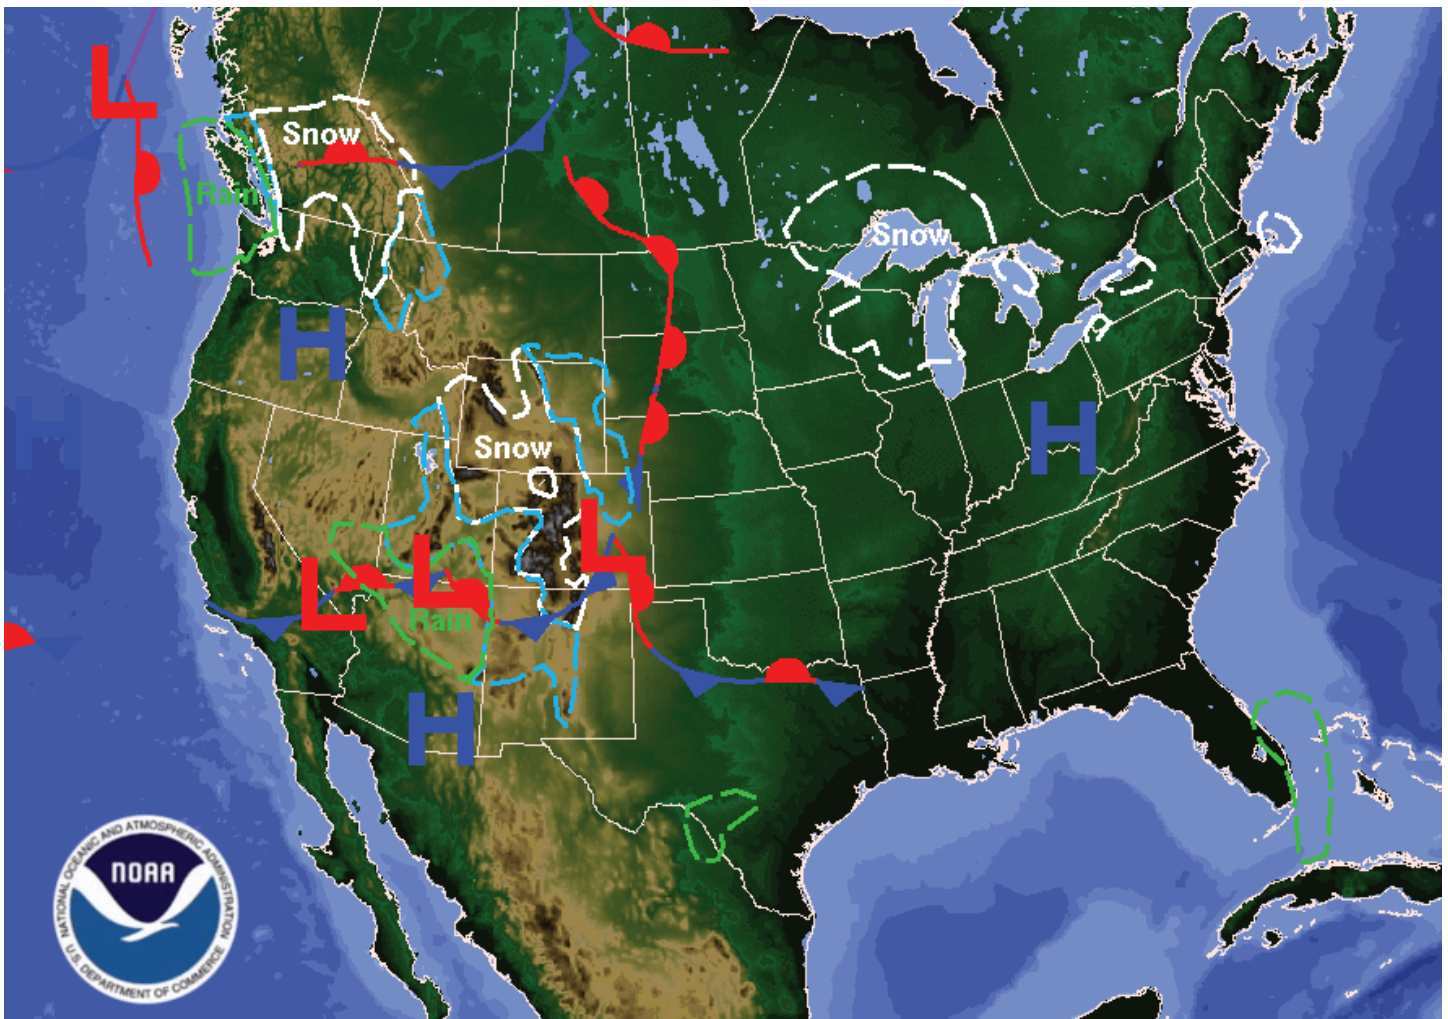 L
Snow
Rain
Snow
H
H
Snow
H
L
L
L
Rain
H
NATIONAL OCEANIC AND ATMOSPHERIC ADMINISTRATION
NOAA
U.S. DEPARTMENT OF COMMERCE